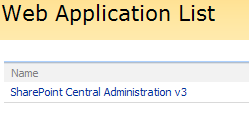 Web Application List
Name
SharePoint Central Administration v3